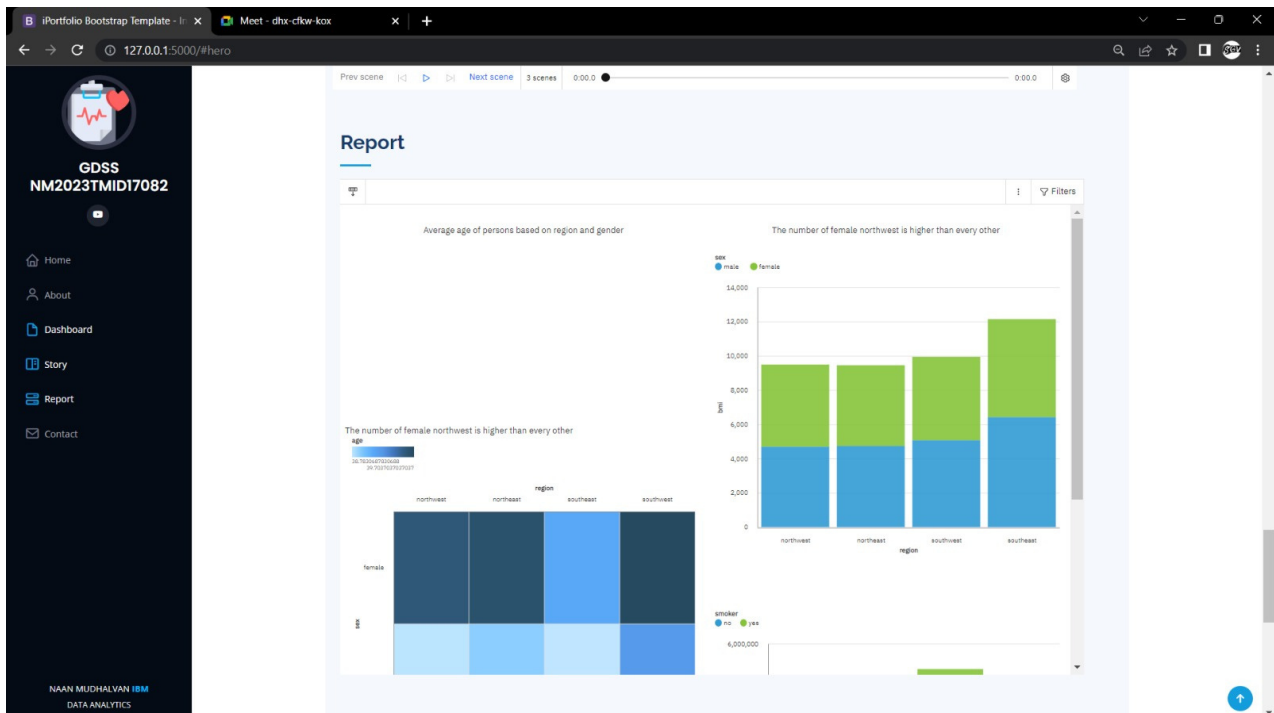 iPortfolio Bootstrap Template - In
Meet - dhx-cfkw-kox
127.0.0.1:5000/#hero
GDSS
NM2023TMID17082
Home
About
Dashboard
Story
Report
Contact
NAAN MUDHALVAN IBM
DATA ANALYTICS
Prev scene
Next scene
3 scenes
0:00.0
0:00.0
Report
Filters
Average age of persons based on region and gender
The number of female northwest is higher than every other
age
region
northwest northeast southeast southwest
female
sex
The number of female northwest is higher than every other
sex
male female
14,000
12,000
10,000
8,000
6,000
4,000
2,000
0
bmi
northwest northeast southwest southeast
region
smoker
no yes
6,000,000